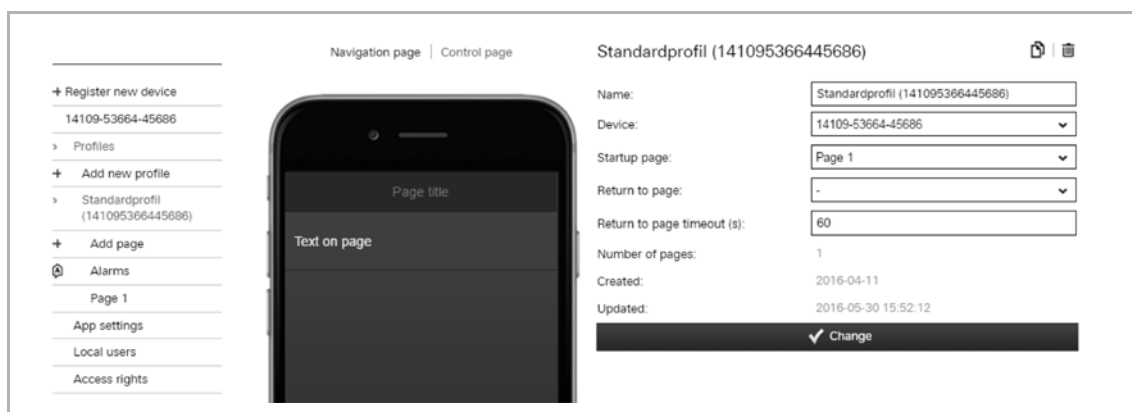 Navigation page | Control page
+ Register new device
14109-53664-45686
> Profiles
+ Add new profile
> Standardprofil
(141095366445686)
+ Add page
Alarms
Page 1
App settings
Local users
Access rights
Page title
Text on page
Standardprofil (141095366445686)
Name: Standardprofil (141095366445686)
Device: 14109-53664-45686
Startup page: Page 1
Return to page: -
Return to page timeout (s): 60
Number of pages: 1
Created: 2016-04-11
Updated: 2016-05-30 15:52:12
Change